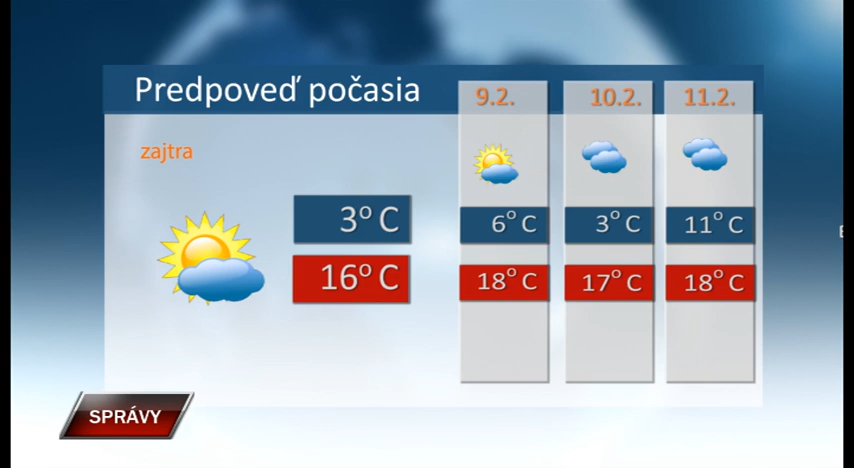 Predpoveď počasia
zajtra
3° C
16° C
9.2. 10.2. 11.2.
6° C 3° C 11° C
18° C 17° C 18° C
SPRÁVY